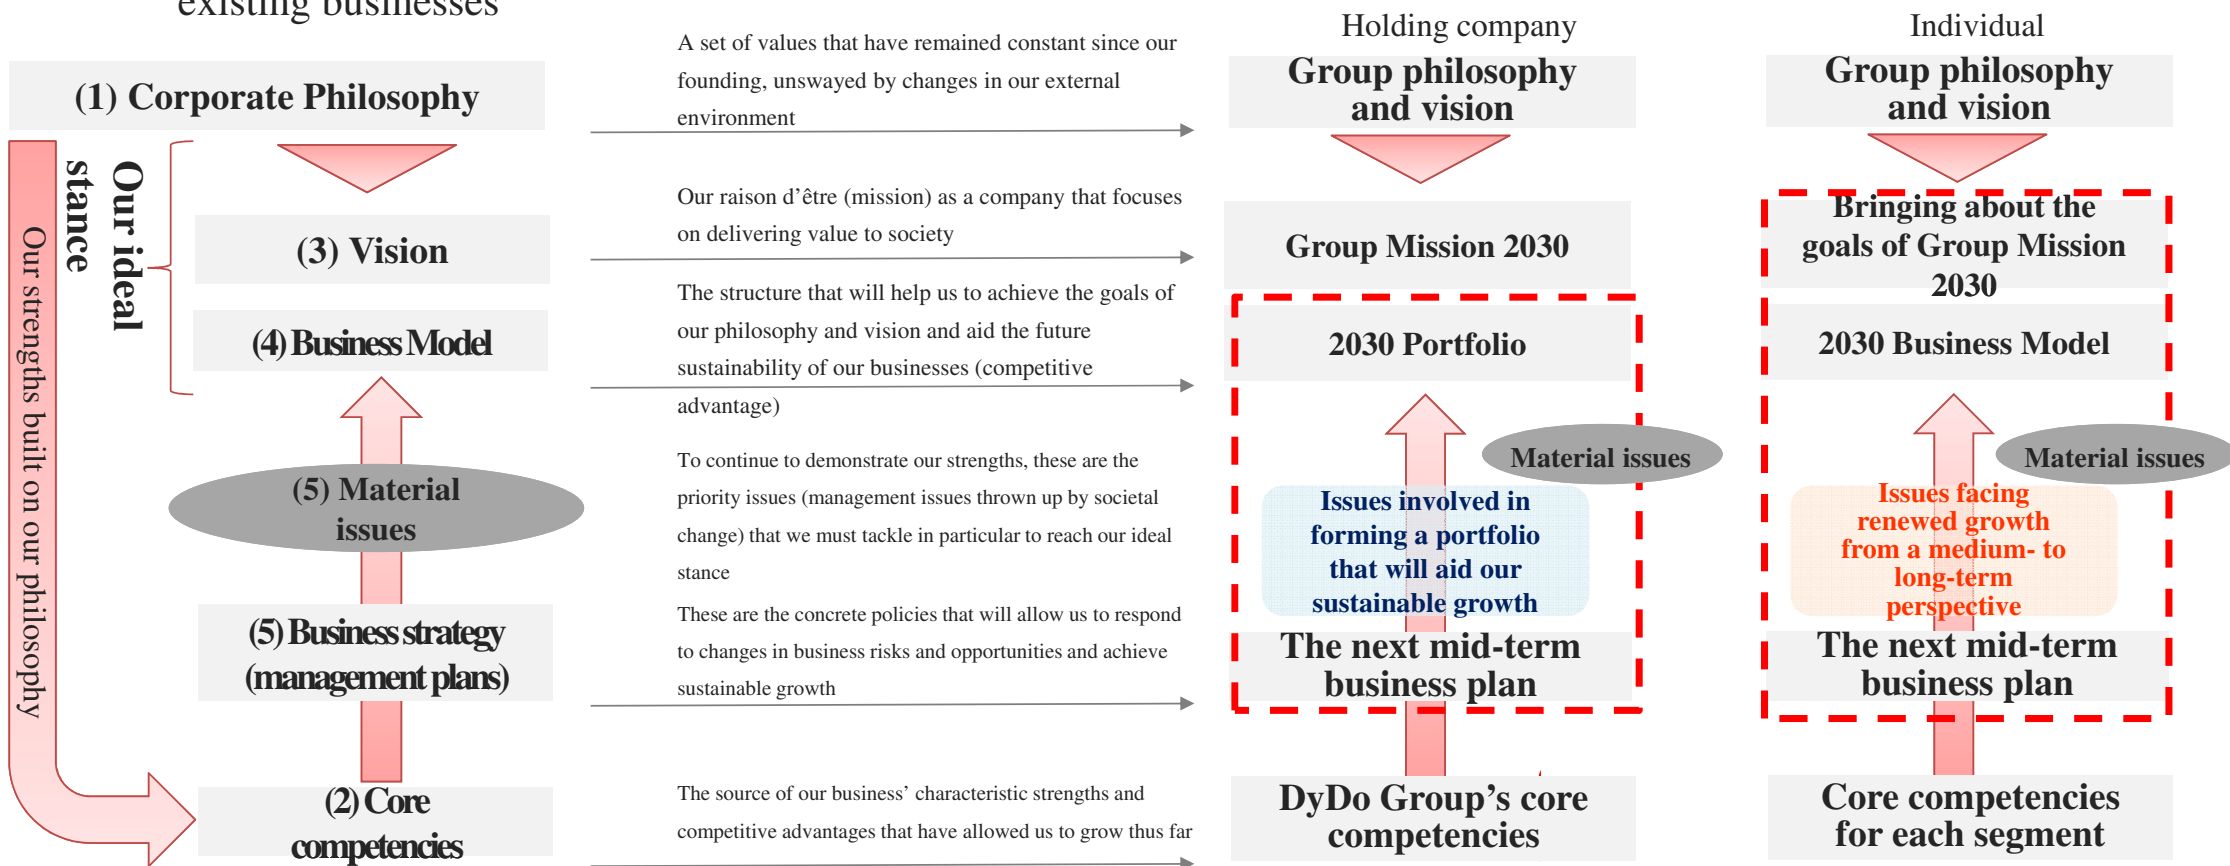 existing businesses
(1) Corporate Philosophy
Our ideal
stance
Our strengths built on our philosophy
(3) Vision
(4) Business Model
(5) Material
issues
(5) Business strategy
(management plans)
(2) Core
competencies
A set of values that have remained constant since our
founding, unswayed by changes in our external
environment
Our raison d’être (mission) as a company that focuses
on delivering value to society
The structure that will help us to achieve the goals of
our philosophy and vision and aid the future
sustainability of our businesses (competitive
advantage)
To continue to demonstrate our strengths, these are the
priority issues (management issues thrown up by societal
change) that we must tackle in particular to reach our ideal
stance
These are the concrete policies that will allow us to respond
to changes in business risks and opportunities and achieve
sustainable growth
The source of our business’ characteristic strengths and
competitive advantages that have allowed us to grow thus far
Holding company
Group philosophy
and vision
Group Mission 2030
2030 Portfolio
Material issues
Issues involved in
forming a portfolio
that will aid our
sustainable growth
The next mid-term
business plan
DyDo Group’s core
competencies
Individual
Group philosophy
and vision
Bringing about the
goals of Group Mission
2030
2030 Business Model
Material issues
Issues facing
renewed growth
from a medium- to
long-term
perspective
The next mid-term
business plan
Core competencies
for each segment